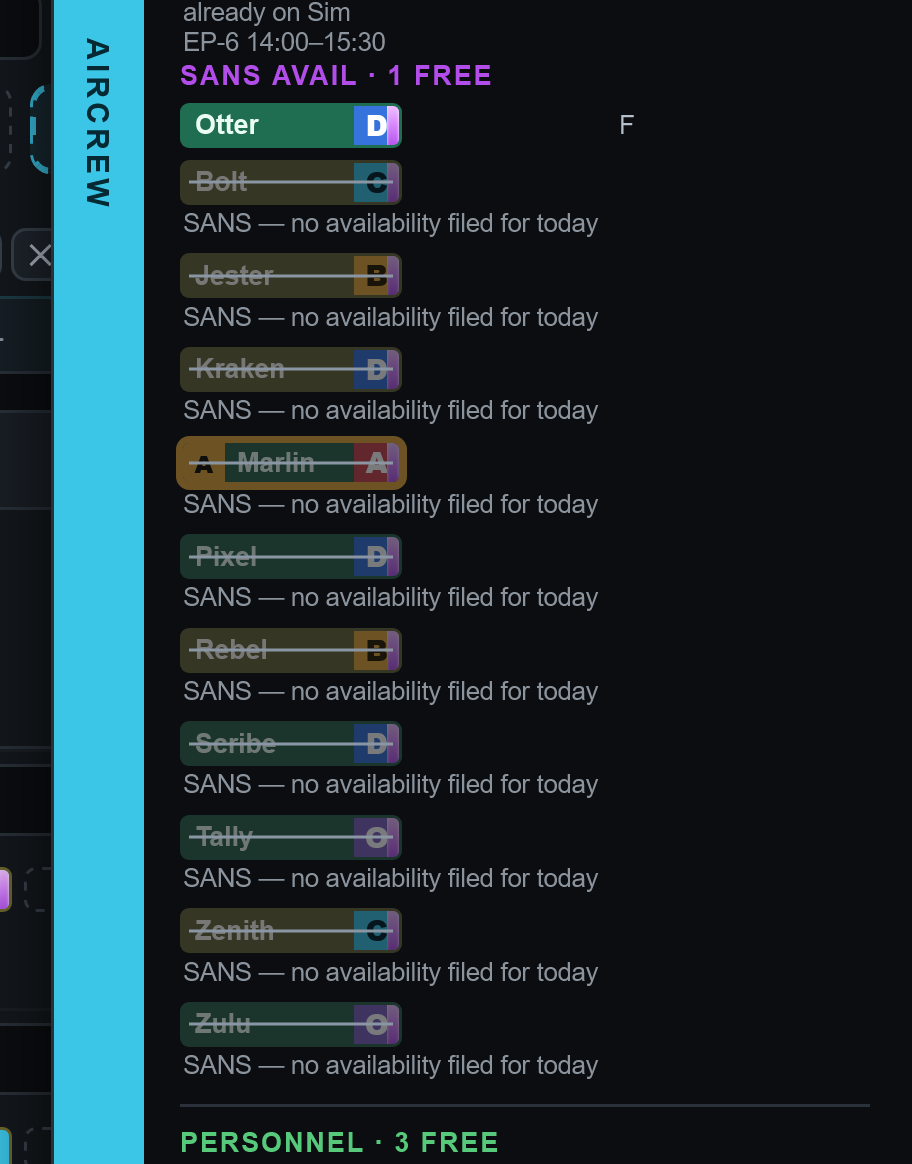 AIRCREW
already on Sim
EP-6 14:00–15:30
SANS AVAIL · 1 FREE
Otter D F
Bolt C
SANS — no availability filed for today
Jester B
SANS — no availability filed for today
Kraken D
SANS — no availability filed for today
A Marlin A
SANS — no availability filed for today
Pixel D
SANS — no availability filed for today
Rebel B
SANS — no availability filed for today
Scribe D
SANS — no availability filed for today
Tally O
SANS — no availability filed for today
Zenith C
SANS — no availability filed for today
Zulu O
SANS — no availability filed for today
PERSONNEL · 3 FREE